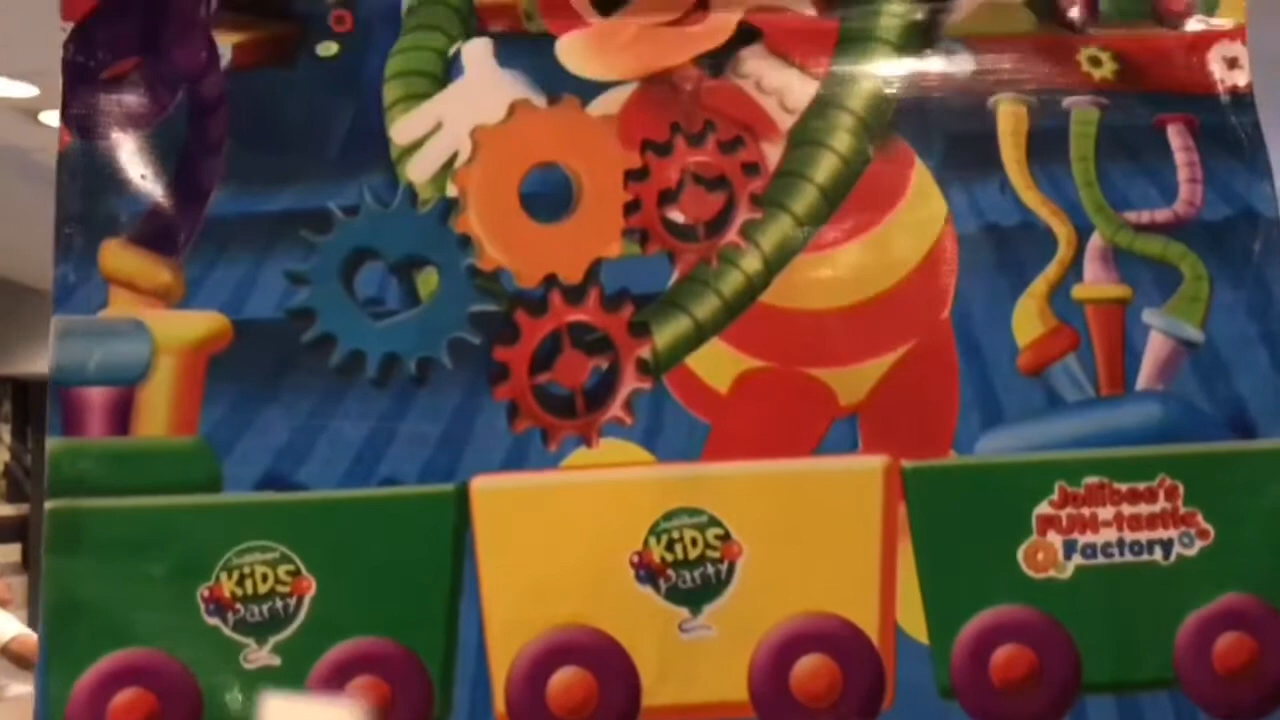 KiDS
Party
KiDS
Party
Jollibee's
FUN-tastic
Factory